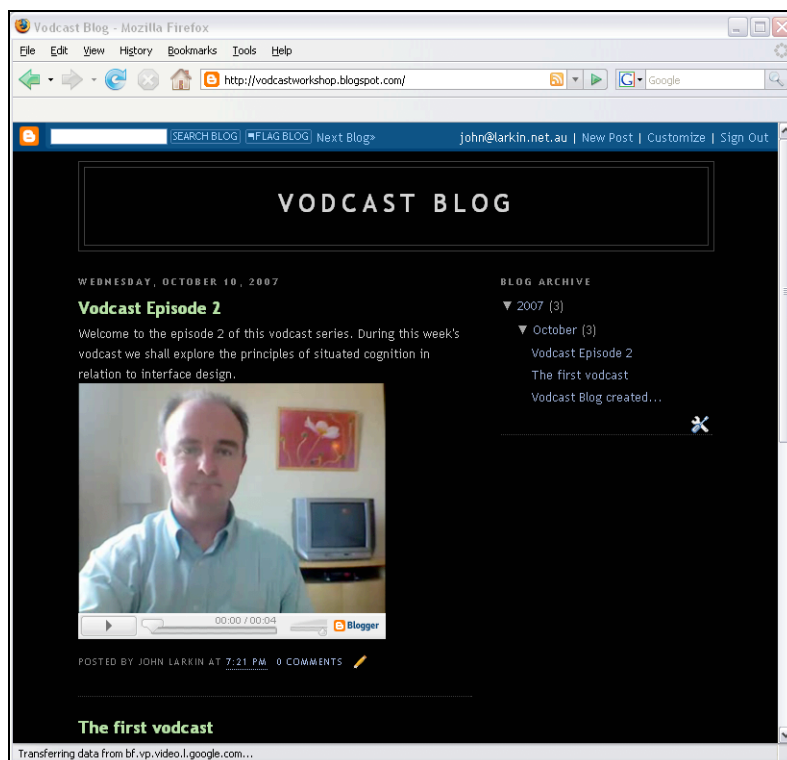 Vodcast Blog - Mozilla Firefox
File Edit View History Bookmarks Tools Help
http://vodcastworkshop.blogspot.com/
G Google
SEARCH BLOG FLAG BLOG Next Blog»
john@larkin.net.au | New Post | Customize | Sign Out
VODCAST BLOG
WEDNESDAY, OCTOBER 10, 2007
Vodcast Episode 2
Welcome to the episode 2 of this vodcast series. During this week's
vodcast we shall explore the principles of situated cognition in
relation to interface design.
00:00 / 00:04
Blogger
POSTED BY JOHN LARKIN AT 7:21 PM 0 COMMENTS
The first vodcast
BLOG ARCHIVE
▼ 2007 (3)
▼ October (3)
Vodcast Episode 2
The first vodcast
Vodcast Blog created...
Transferring data from bf.vp.video.l.google.com...